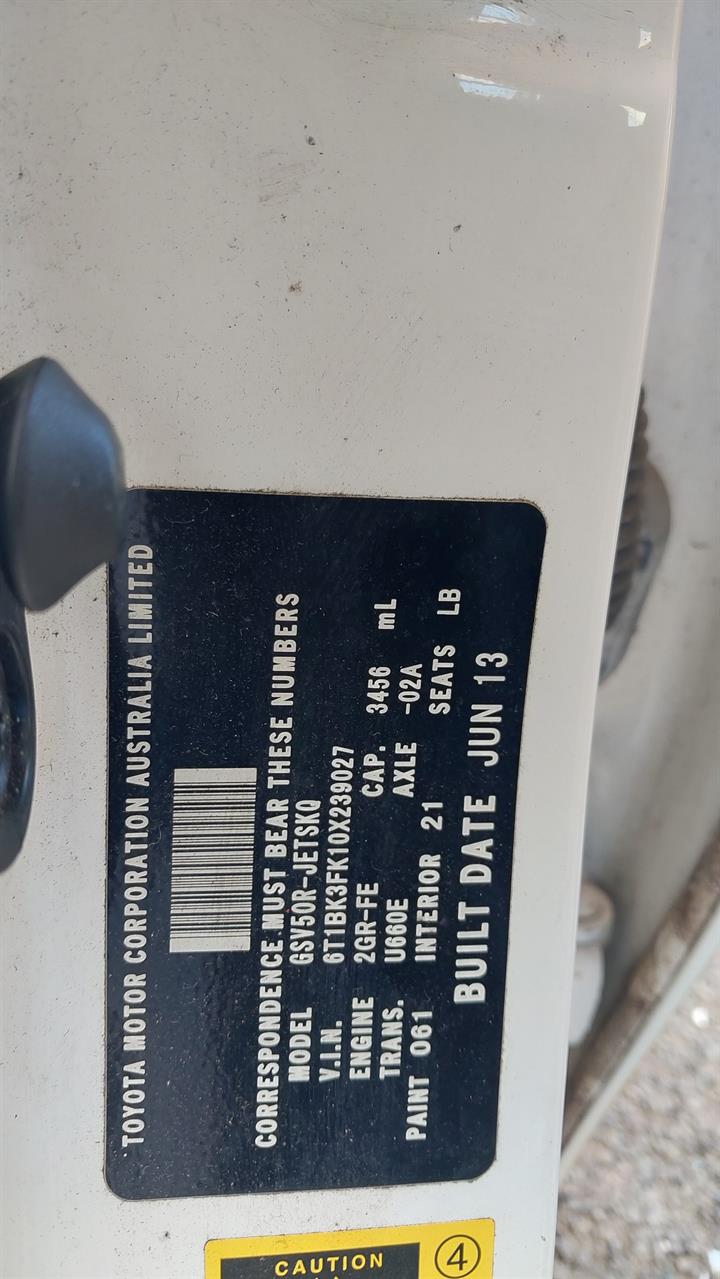 TOYOTA MOTOR CORPORATION AUSTRALIA LIMITED
CORRESPONDENCE MUST BEAR THESE NUMBERS
MODEL GSV50R-JETSKQ
V.I.N. 6T1BK3FK10X239027
ENGINE 2GR-FE CAP. 3456 mL
TRANS. U660E AXLE -02A
PAINT 061 INTERIOR 21 SEATS LB
BUILT DATE JUN 13
CAUTION 4